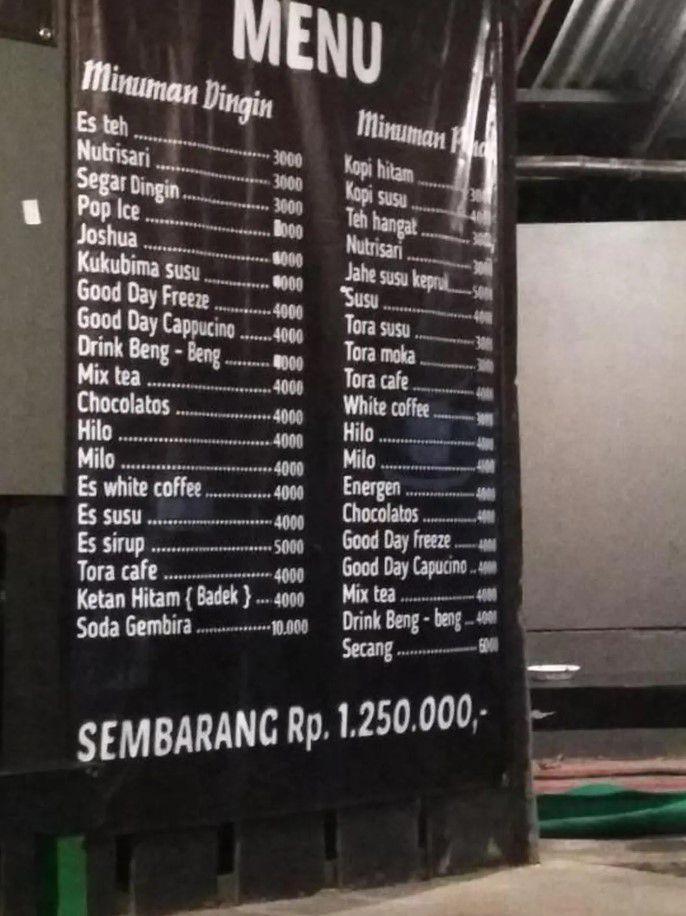 MENU
Minuman Dingin
Es teh 3000
Nutrisari 3000
Segar Dingin 3000
Pop Ice
Joshua
Kukubima susu
Good Day Freeze 4000
Good Day Cappucino 4000
Drink Beng - Beng
Mix tea 4000
Chocolatos 4000
Hilo 4000
Milo 4000
Es white coffee 4000
Es susu 4000
Es sirup 5000
Tora cafe 4000
Ketan Hitam { Badek } 4000
Soda Gembira 10.000
Minuman
Kopi hitam
Kopi susu
Teh hangat
Nutrisari
Jahe susu kepruk
Susu
Tora susu
Tora moka
Tora cafe
White coffee
Hilo
Milo
Energen
Chocolatos
Good Day freeze
Good Day Capucino
Mix tea
Drink Beng - beng
Secang
SEMBARANG Rp. 1.250.000,-